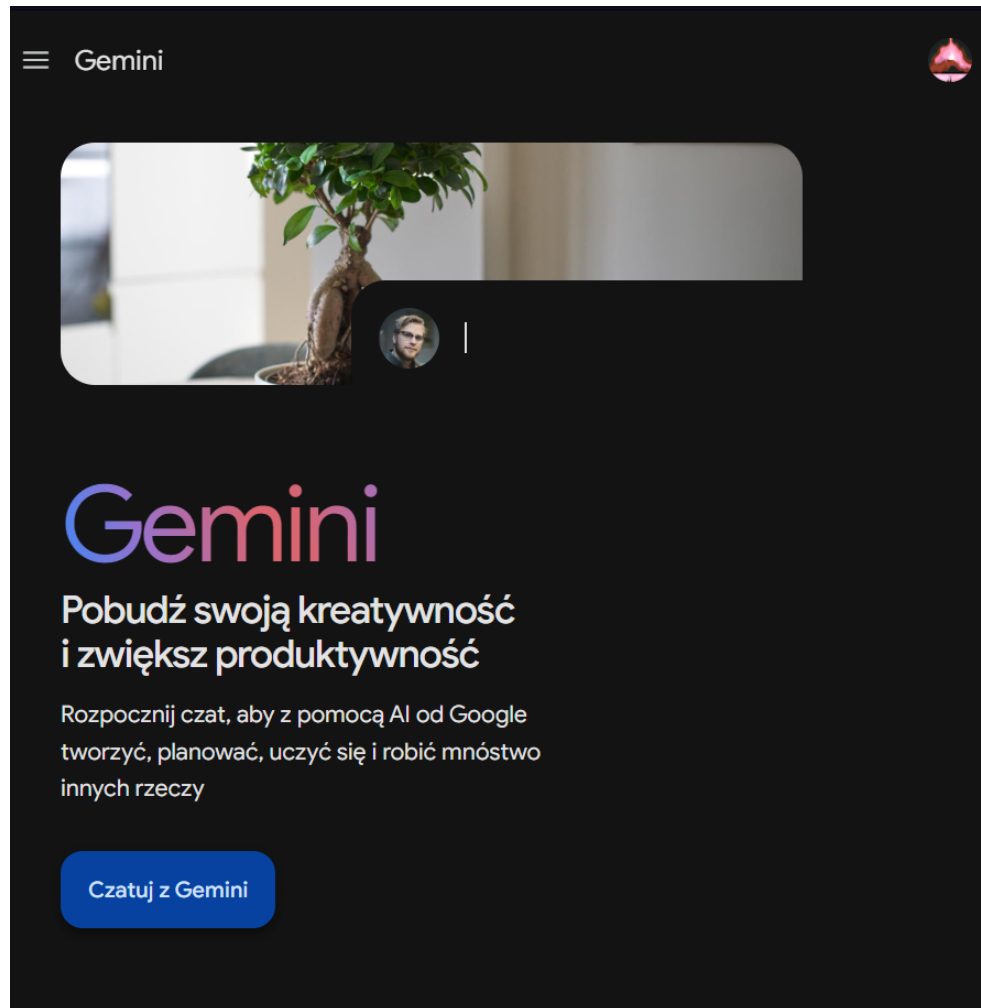 Gemini
Gemini
Pobudź swoją kreatywność
i zwiększ produktywność
Rozpocznij czat, aby z pomocą AI od Google
tworzyć, planować, uczyć się i robić mnóstwo
innych rzeczy
Czatuj z Gemini